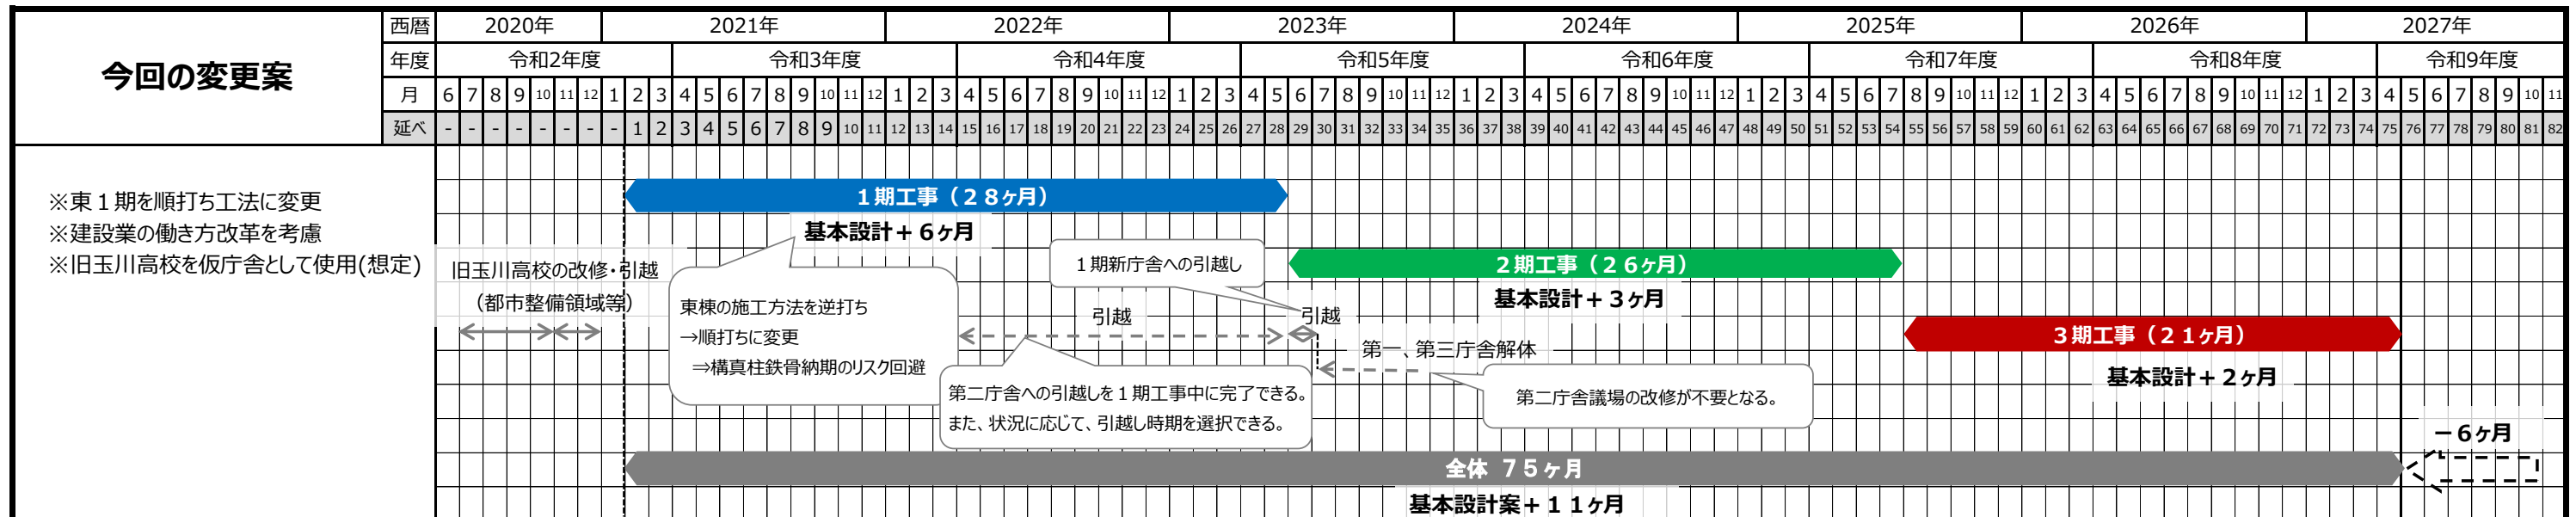 今回の変更案
西暦 2020年 2021年 2022年 2023年 2024年 2025年 2026年 2027年
年度 令和2年度 令和3年度 令和4年度 令和5年度 令和6年度 令和7年度 令和8年度 令和9年度
月 6 7 8 9 10 11 12 1 2 3 4 5 6 7 8 9 10 11 12 1 2 3 4 5 6 7 8 9 10 11 12 1 2 3 4 5 6 7 8 9 10 11 12 1 2 3 4 5 6 7 8 9 10 11 12 1 2 3 4 5 6 7 8 9 10 11 12 1 2 3 4 5 6 7 8 9 10 11 12 1 2 3 4 5 6 7 8 9 10 11
延べ - - - - - - - - 1 2 3 4 5 6 7 8 9 10 11 12 13 14 15 16 17 18 19 20 21 22 23 24 25 26 27 28 29 30 31 32 33 34 35 36 37 38 39 40 41 42 43 44 45 46 47 48 49 50 51 52 53 54 55 56 57 58 59 60 61 62 63 64 65 66 67 68 69 70 71 72 73 74 75 76 77 78 79 80 81 82
※東1期を順打ち工法に変更
※建設業の働き方改革を考慮
※旧玉川高校を仮庁舎として使用(想定)
1期工事（28ヶ月）
基本設計+6ヶ月
旧玉川高校の改修・引越
（都市整備領域等）
東棟の施工方法を逆打ち
→順打ちに変更
⇒構真柱鉄骨納期のリスク回避
1期新庁舎への引越し
2期工事（26ヶ月）
基本設計+3ヶ月
引越
引越
第二庁舎への引越しを1期工事中に完了できる。
また、状況に応じて、引越し時期を選択できる。
第一、第三庁舎解体
第二庁舎議場の改修が不要となる。
3期工事（21ヶ月）
基本設計+2ヶ月
－6ヶ月
全体 75ヶ月
基本設計案+11ヶ月